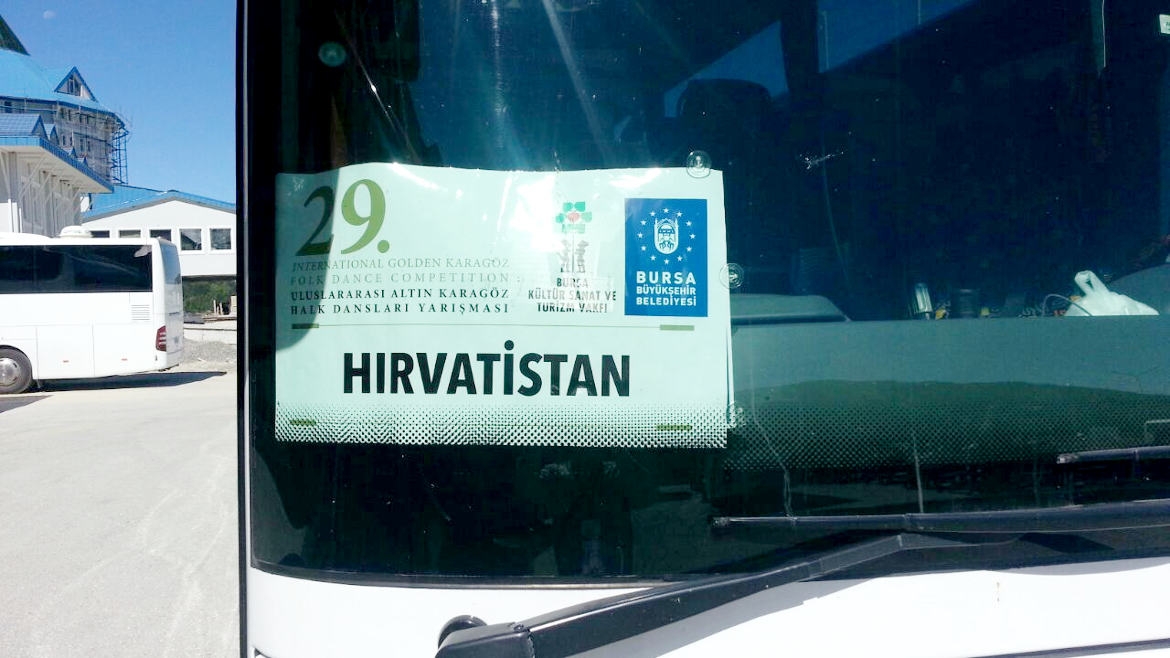 29.
INTERNATIONAL GOLDEN KARAGÖZ
FOLK DANCE COMPETITION
ULUSLARARASI ALTIN KARAGÖZ
HALK DANSLARI YARIŞMASI
BURSA
KÜLTÜR SANAT VE
TURİZM VAKFI
BURSA
BÜYÜKŞEHİR
BELEDİYESİ
HIRVATİSTAN